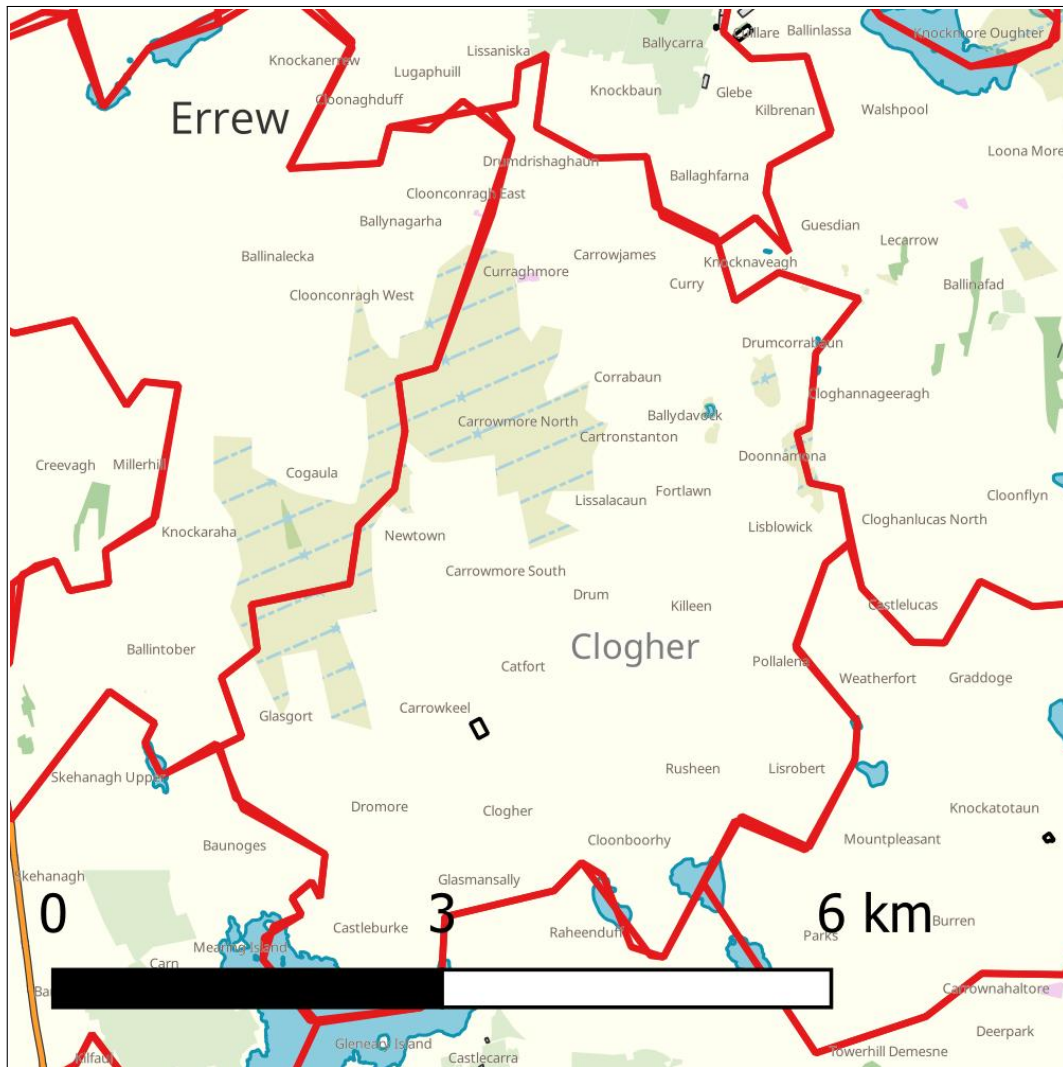 Knockmore Oughter
Ballinlassa
Ballycarra
Lissaniska
Knockanerrew
Lugaphuill
Knockbaun
Glebe
Cloonaghduff
Kilbrenan
Walshpool
Errew
Loona More
Drumdrishaghaun
Ballaghfarna
Cloonconragh East
Ballynagarha
Guesdian
Lecarrow
Ballinalecka
Carrowjames
Knocknaveagh
Curraghmore
Curry
Ballinafad
Cloonconragh West
Drumcorrabaun
Corrabaun
Cloghannageeragh
Ballydavock
Carrowmore North
Cartronstanton
Doonnamona
Creevagh
Millerhill
Cogaula
Fortlawn
Cloonflyn
Lissalacaun
Cloghanlucas North
Lisblowick
Knockaraha
Newtown
Carrowmore South
Drum
Killeen
Castlelucas
Clogher
Ballintober
Pollalena
Catfort
Weatherfort
Graddoge
Carrowkeel
Glasgort
Rusheen
Lisrobert
Skehanagh Upper
Dromore
Clogher
Knockatotaun
Cloonboorhy
Mountpleasant
Baunoges
Skehanagh
Glasmansally
0
3
6 km
Castleburke
Raheenduff
Parks
Burren
Mearing Island
Carn
Carrownahaltore
Deerpark
Gleneary Island
Towerhill Demesne
Castlecarra
Kilfaul